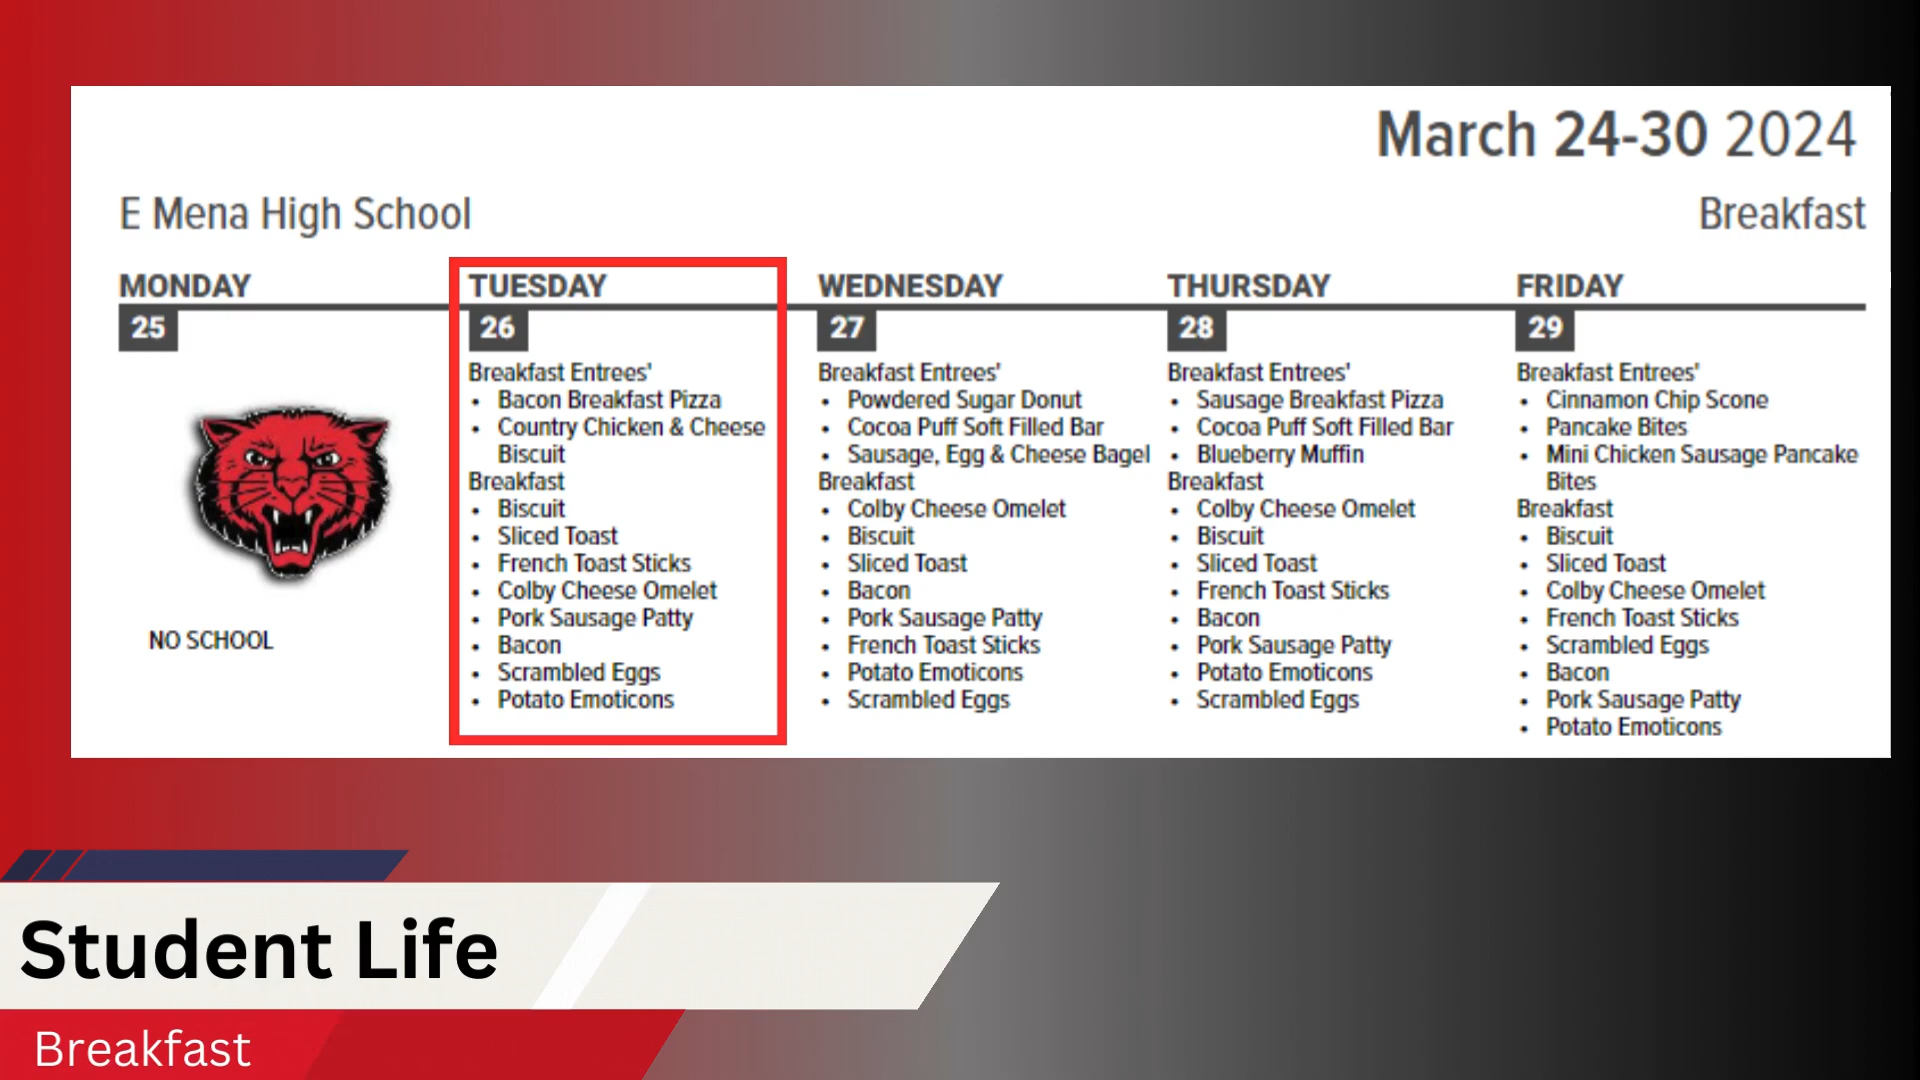 March 24-30 2024
E Mena High School
Breakfast
MONDAY
25
NO SCHOOL
TUESDAY
26
Breakfast Entrees'
• Bacon Breakfast Pizza
• Country Chicken & Cheese
Biscuit
Breakfast
• Biscuit
• Sliced Toast
• French Toast Sticks
• Colby Cheese Omelet
• Pork Sausage Patty
• Bacon
• Scrambled Eggs
• Potato Emoticons
WEDNESDAY
27
Breakfast Entrees'
• Powdered Sugar Donut
• Cocoa Puff Soft Filled Bar
• Sausage, Egg & Cheese Bagel
Breakfast
• Colby Cheese Omelet
• Biscuit
• Sliced Toast
• Bacon
• Pork Sausage Patty
• French Toast Sticks
• Potato Emoticons
• Scrambled Eggs
THURSDAY
28
Breakfast Entrees'
• Sausage Breakfast Pizza
• Cocoa Puff Soft Filled Bar
• Blueberry Muffin
Breakfast
• Colby Cheese Omelet
• Biscuit
• Sliced Toast
• French Toast Sticks
• Bacon
• Pork Sausage Patty
• Potato Emoticons
• Scrambled Eggs
FRIDAY
29
Breakfast Entrees'
• Cinnamon Chip Scone
• Pancake Bites
• Mini Chicken Sausage Pancake
Bites
Breakfast
• Biscuit
• Sliced Toast
• Colby Cheese Omelet
• French Toast Sticks
• Scrambled Eggs
• Bacon
• Pork Sausage Patty
• Potato Emoticons
Student Life
Breakfast